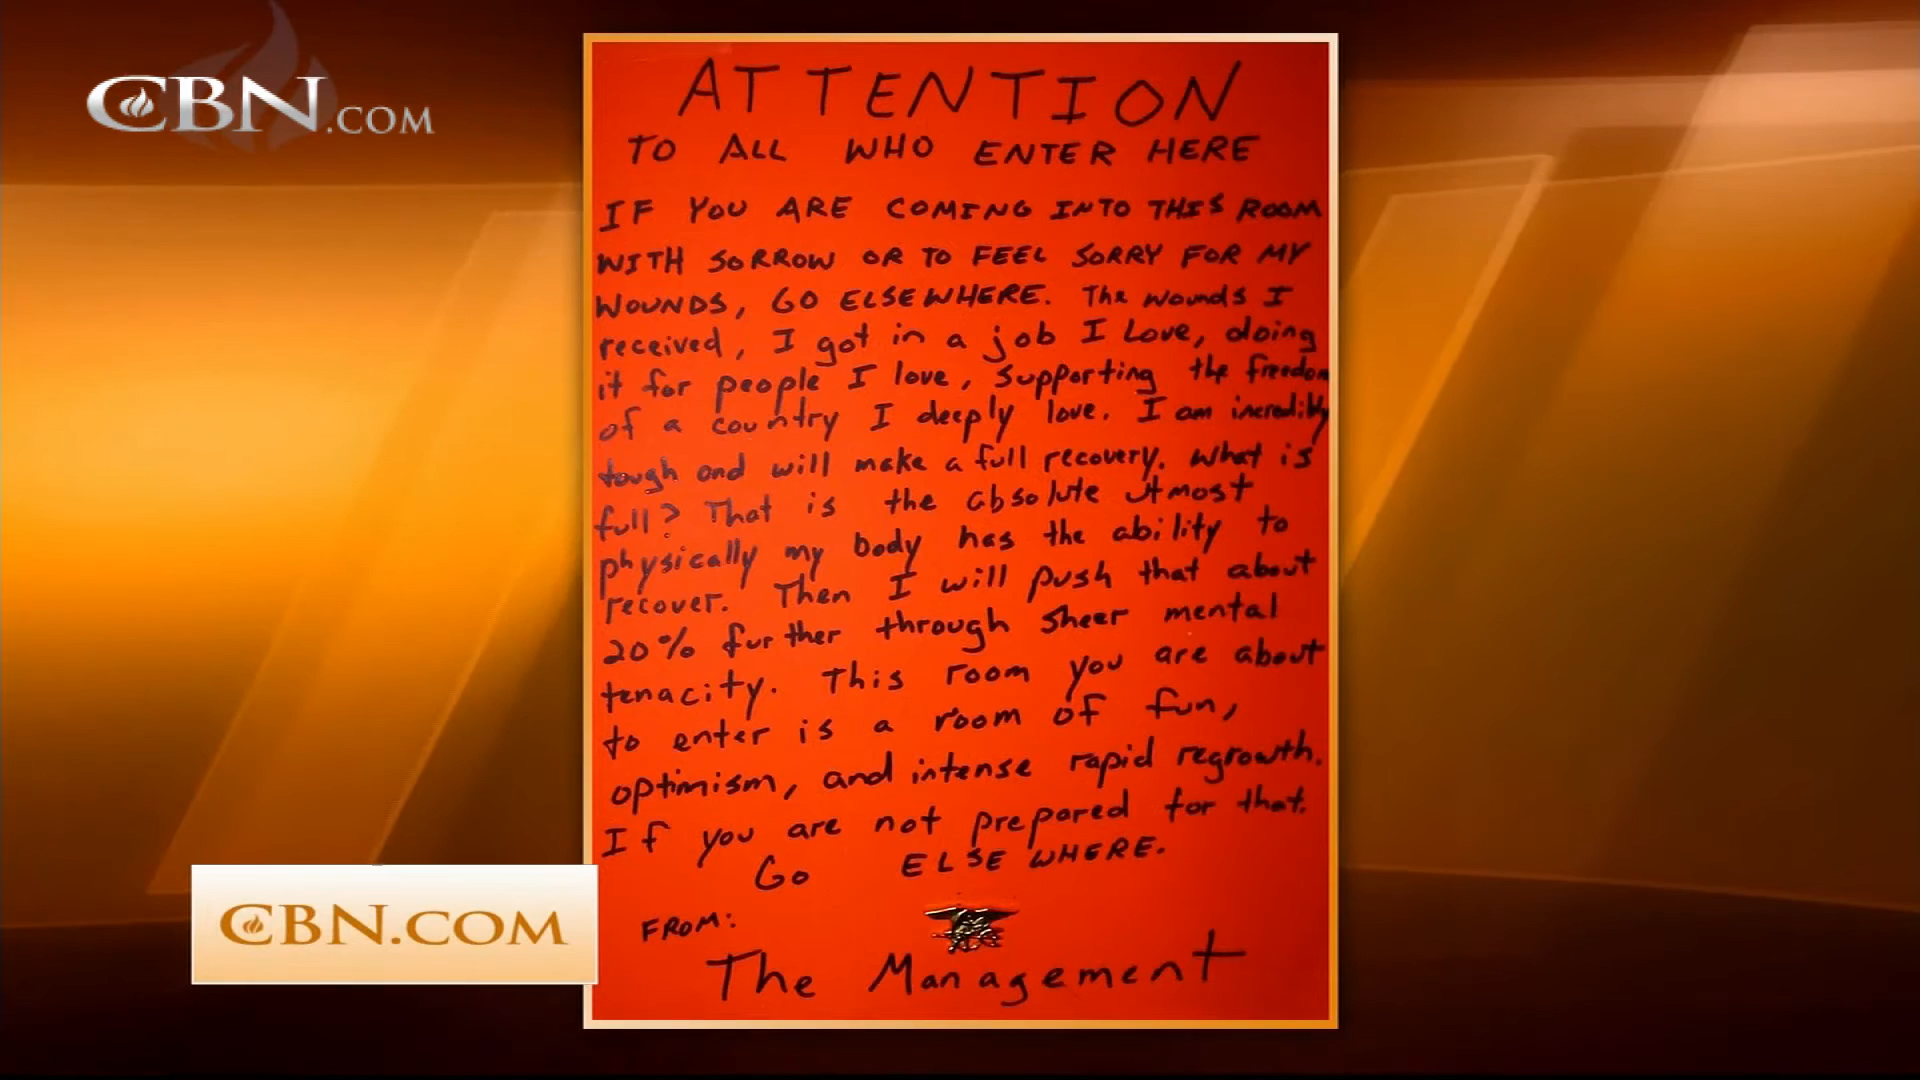 CBN.COM
ATTENTION
TO ALL WHO ENTER HERE
IF YOU ARE COMING INTO THIS ROOM
WITH SORROW OR TO FEEL SORRY FOR MY
WOUNDS, GO ELSEWHERE. The wounds I
received, I got in a job I Love, doing
it for people I love, supporting the freedom
of a country I deeply love. I am incredibly
tough and will make a full recovery. What is
full? That is the absolute utmost
physically my body has the ability to
recover. Then I will push that about
20% further through sheer mental
tenacity. This room you are about
to enter is a room of fun,
optimism, and intense rapid regrowth.
If you are not prepared for that.
Go ELSEWHERE.
FROM:
The Management
CBN.COM